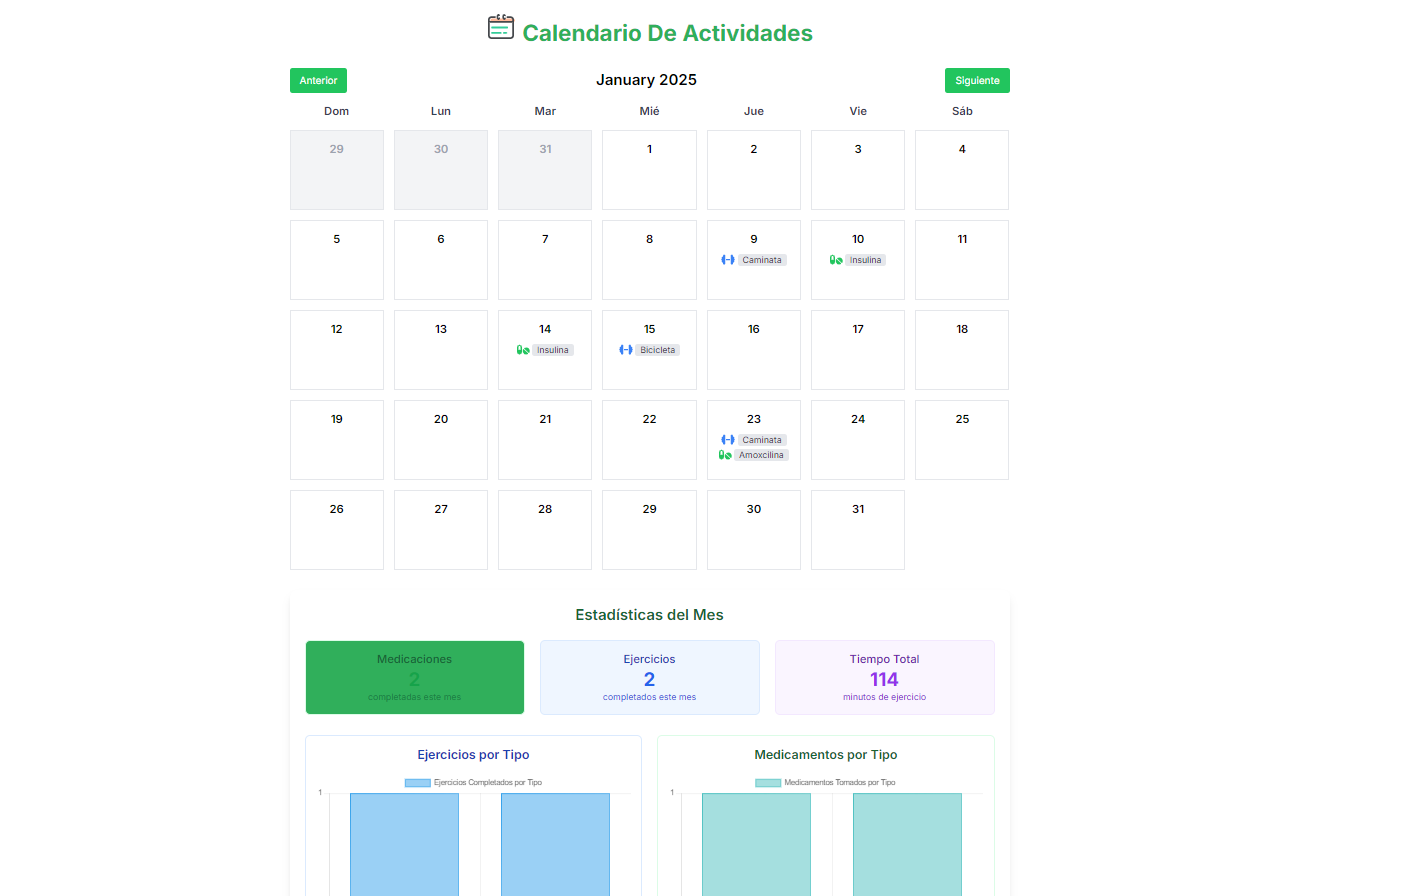 Calendario De Actividades
Anterior January 2025 Siguiente
Dom Lun Mar Mié Jue Vie Sáb
29 30 31 1 2 3 4
5 6 7 8 9 10 11
Caminata Insulina
12 13 14 15 16 17 18
Insulina Bicicleta
19 20 21 22 23 24 25
Caminata
Amoxcilina
26 27 28 29 30 31
Estadísticas del Mes
Medicaciones
2
completadas este mes
Ejercicios
2
completados este mes
Tiempo Total
114
minutos de ejercicio
Ejercicios por Tipo
Ejercicios Completados por Tipo
1
Medicamentos por Tipo
Medicamentos Tomados por Tipo
1